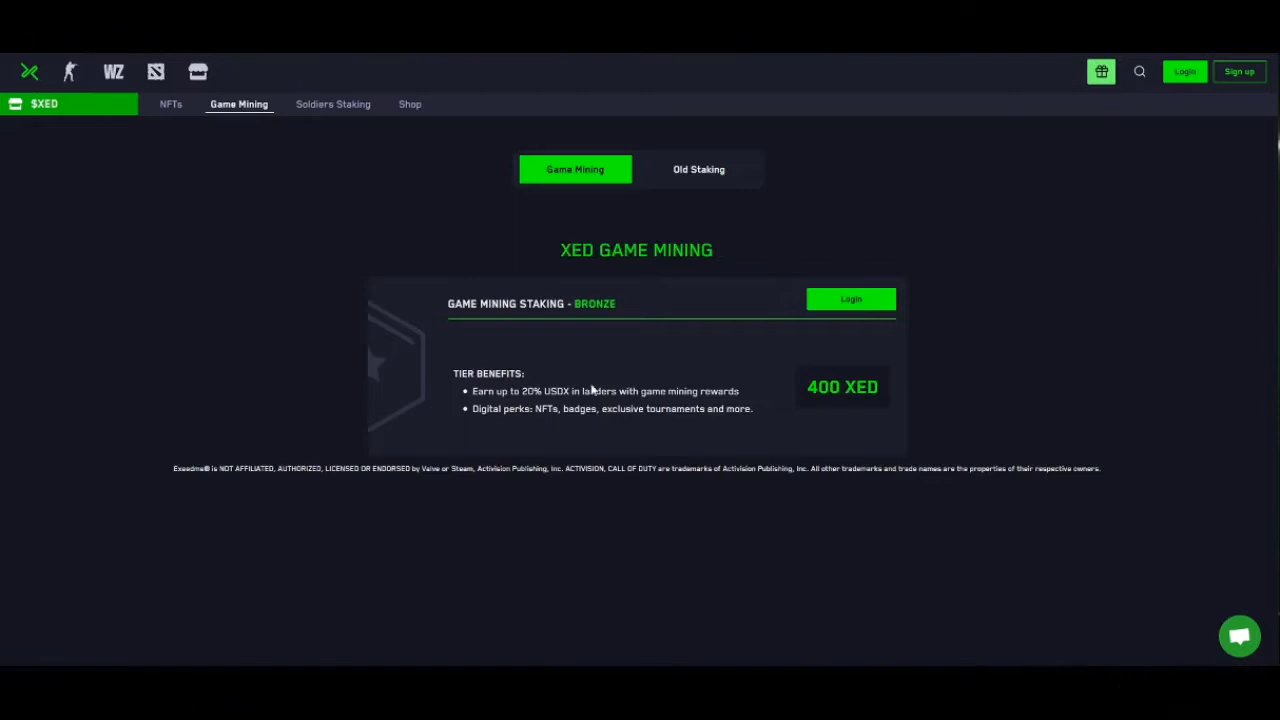 WZ
Login
Sign up
$XED
NFTs
Game Mining
Soldiers Staking
Shop
Game Mining
Old Staking
XED GAME MINING
GAME MINING STAKING - BRONZE
Login
TIER BENEFITS:
Earn up to 20% USDX in ladders with game mining rewards
Digital perks: NFTs, badges, exclusive tournaments and more.
400 XED
Exeedme® is NOT AFFILIATED, AUTHORIZED, LICENSED OR ENDORSED by Valve or Steam, Activision Publishing, Inc. ACTIVISION, CALL OF DUTY are trademarks of Activision Publishing, Inc. All other trademarks and trade names are the properties of their respective owners.